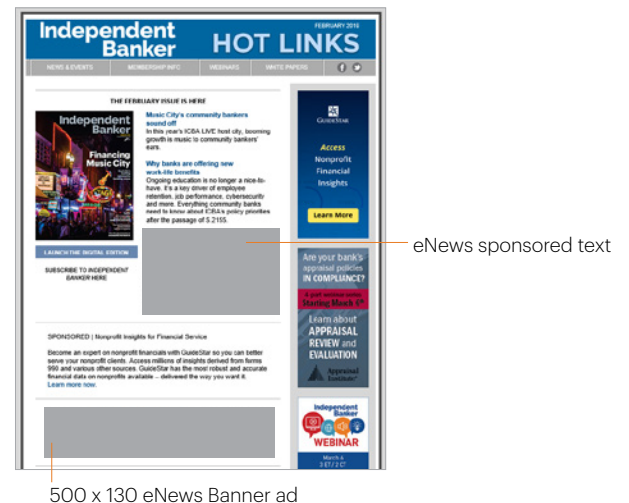 FEBRUARY 2019
Independent
Banker
HOT LINKS
NEWS & EVENTS
MEMBERSHIP INFO
WEBINARS
WHITE PAPERS
THE FEBRUARY ISSUE IS HERE
Independent
Banker
Financing
Music City
LAUNCH THE DIGITAL EDITION
SUBSCRIBE TO INDEPENDENT
BANKER HERE
Music City's community bankers
sound off
In this year's ICBA LIVE host city, booming
growth is music to community bankers'
ears.
Why banks are offering new
work-life benefits
Ongoing education is no longer a nice-to-
have. It's a key driver of employee
retention, job performance, cybersecurity
and more. Everything community banks
need to know about ICBA's policy priorities
after the passage of S.2155.
SPONSORED | Nonprofit Insights for Financial Service
Become an expert on nonprofit financials with GuideStar so you can better
serve your nonprofit clients. Access millions of insights derived from forms
990 and various other sources. GuideStar has the most robust and accurate
financial data on nonprofits available – delivered the way you want it.
Learn more now.
GUIDESTAR
Access
Nonprofit
Financial
Insights
Learn More
eNews sponsored text
Are your bank's
appraisal policies
IN COMPLIANCE?
Starting March 4
Learn about
APPRAISAL
REVIEW and
EVALUATION
Appraisal
Institute
Independent
Banker
WEBINAR
March 6
3 ET / 2 CT
500 x 130 eNews Banner ad